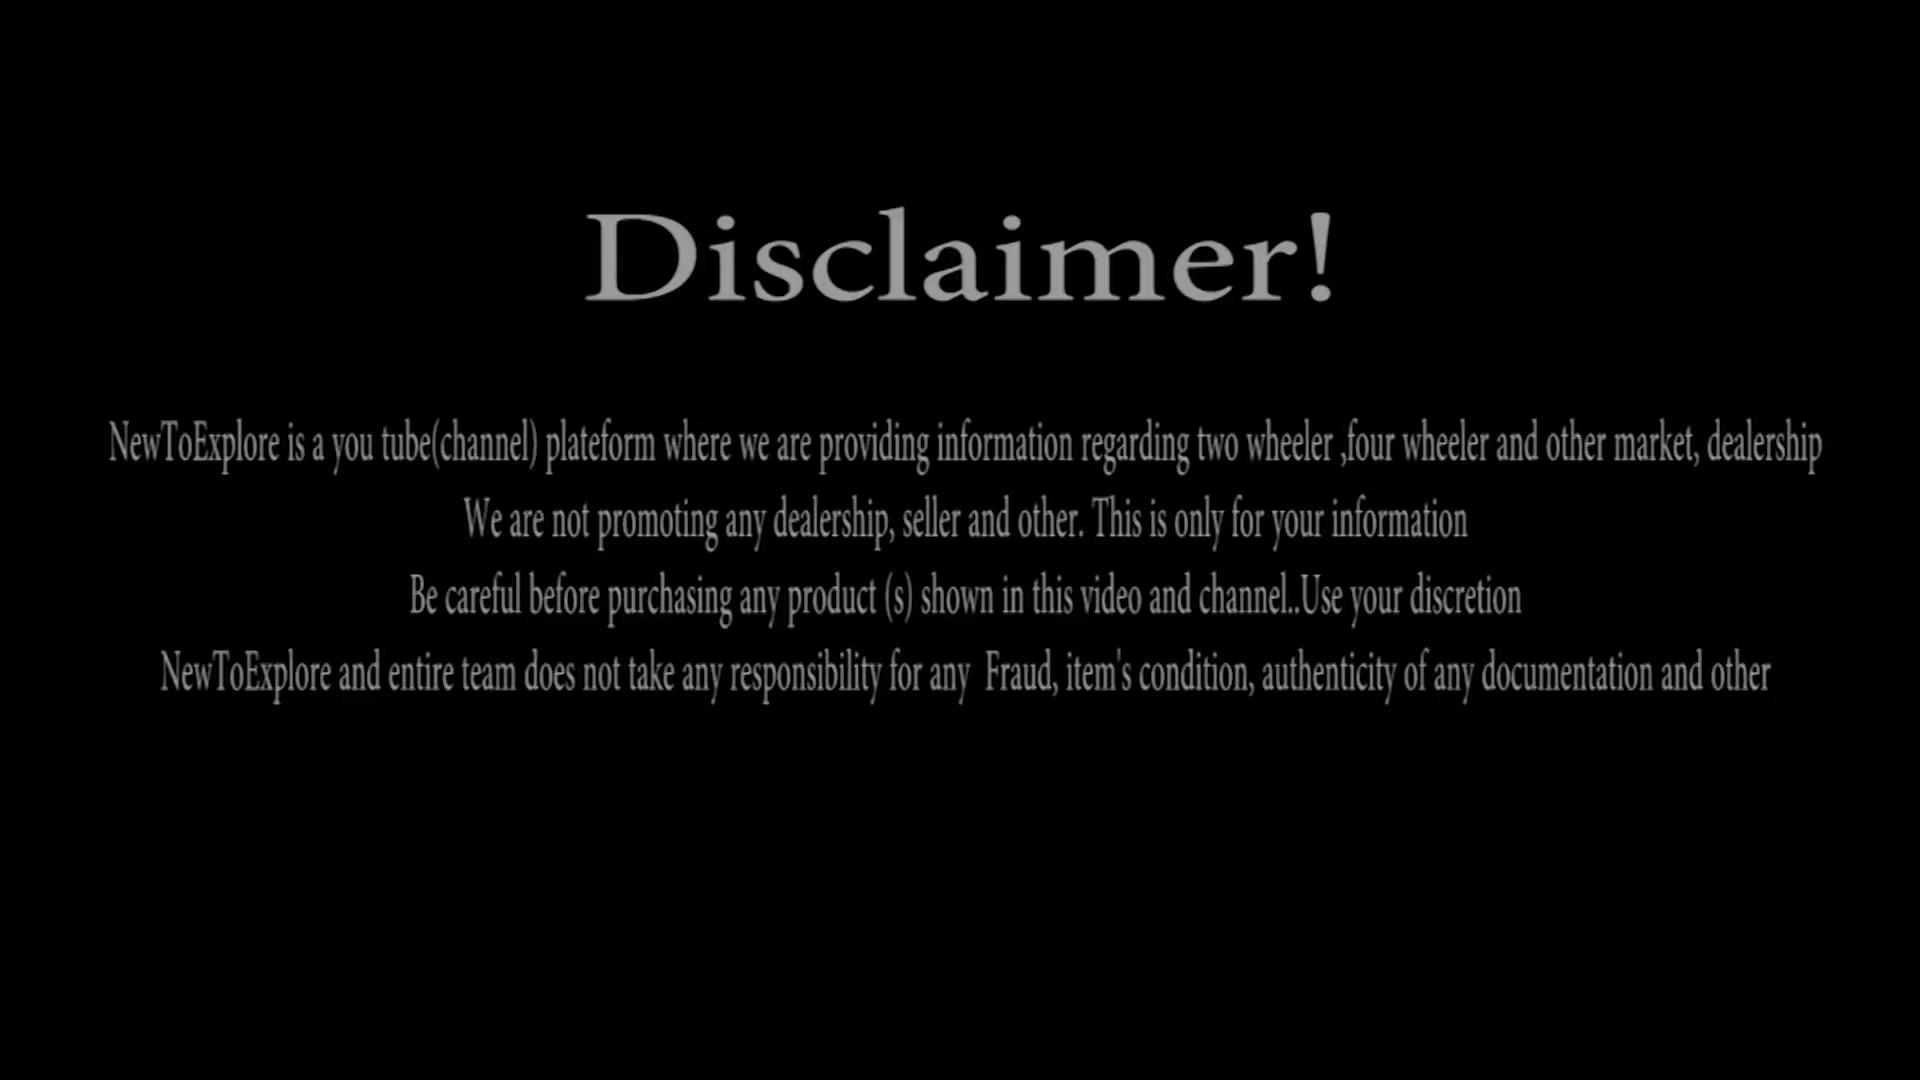 Disclaimer!
NewToExplore is a you tube(channel) plateform where we are providing information regarding two wheeler ,four wheeler and other market, dealership
We are not promoting any dealership, seller and other. This is only for your information
Be careful before purchasing any product (s) shown in this video and channel..Use your discretion
NewToExplore and entire team does not take any responsibility for any  Fraud, item's condition, authenticity of any documentation and other